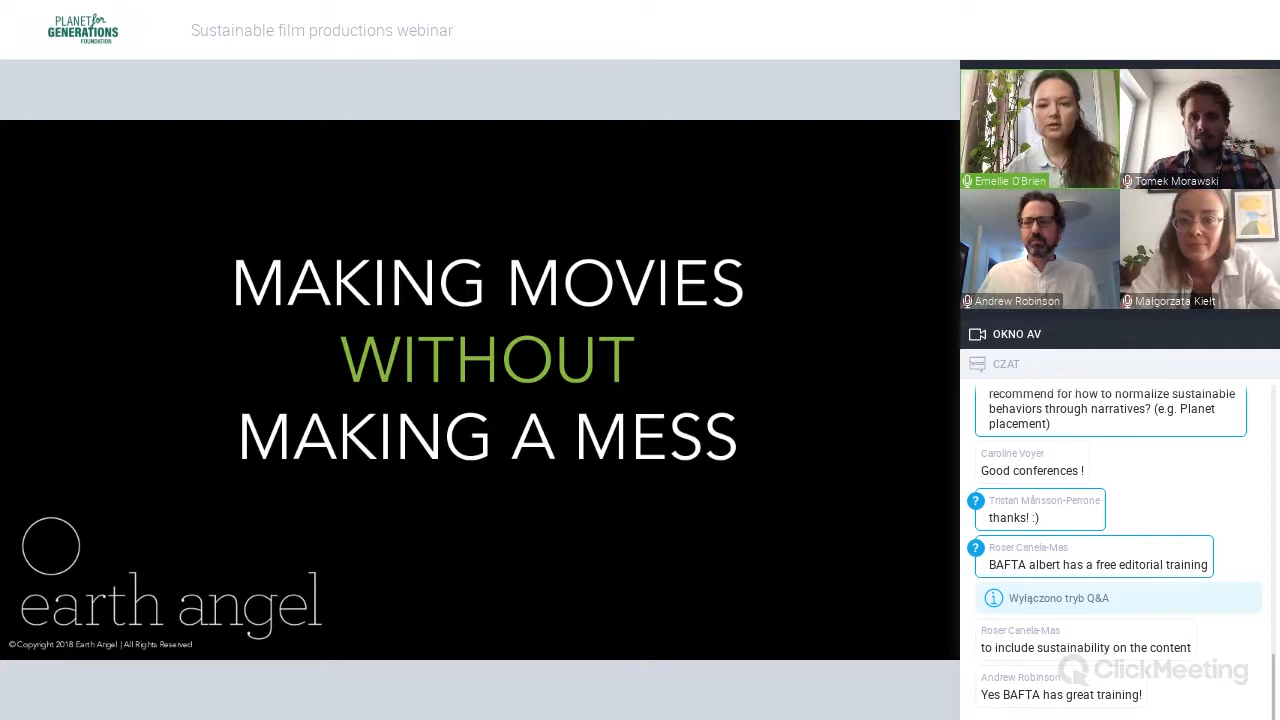 PLANET for
GENERATIONS
FOUNDATION
Sustainable film productions webinar
MAKING MOVIES
WITHOUT
MAKING A MESS
earth angel
© Copyright 2018 Earth Angel | All Rights Reserved
Emellie O'Brien
Tomek Morawski
Andrew Robinson
Małgorzata Kiełt
OKNO AV
CZAT
recommend for how to normalize sustainable
behaviors through narratives? (e.g. Planet
placement)
Caroline Voyer
Good conferences !
?
Tristan Månsson-Perrone
thanks! :)
?
Roser Canela-Mas
BAFTA albert has a free editorial training
Wyłączono tryb Q&A
Roser Canela-Mas
to include sustainability on the content
ClickMeeting
Andrew Robinson
Yes BAFTA has great training!